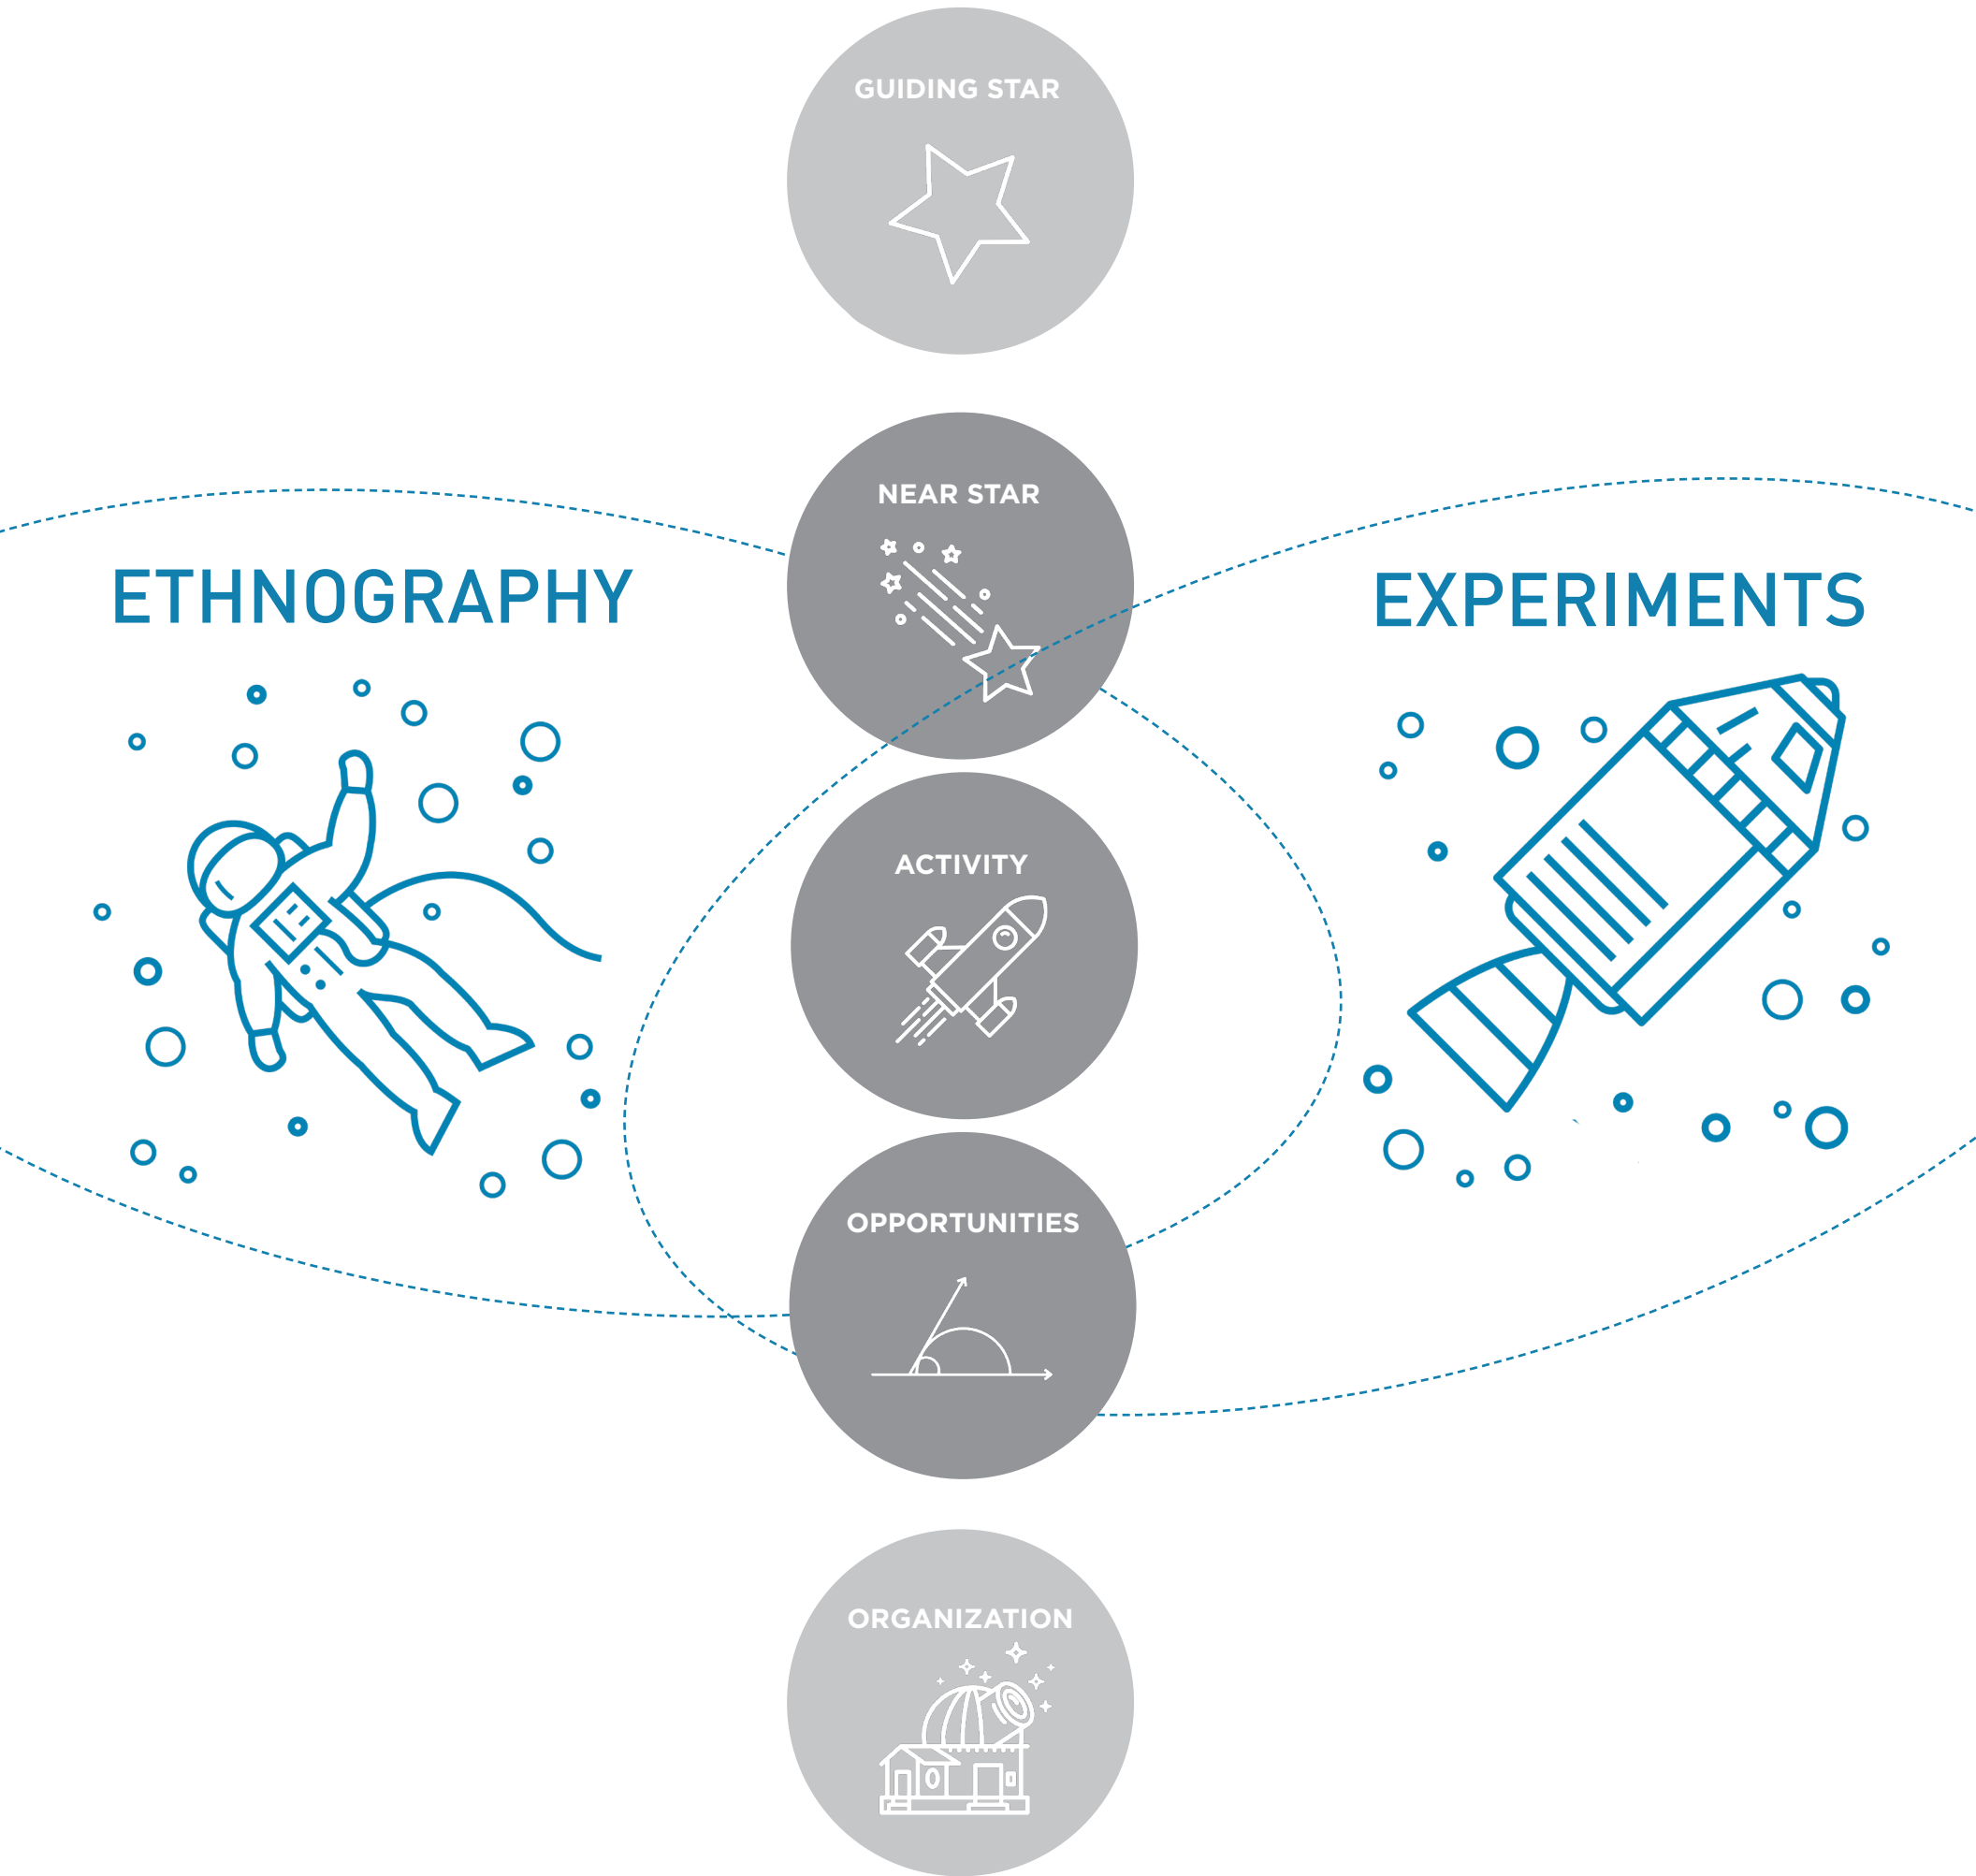 GUIDING STAR
NEAR STAR
ETHNOGRAPHY
EXPERIMENTS
ACTIVITY
OPPORTUNITIES
ORGANIZATION